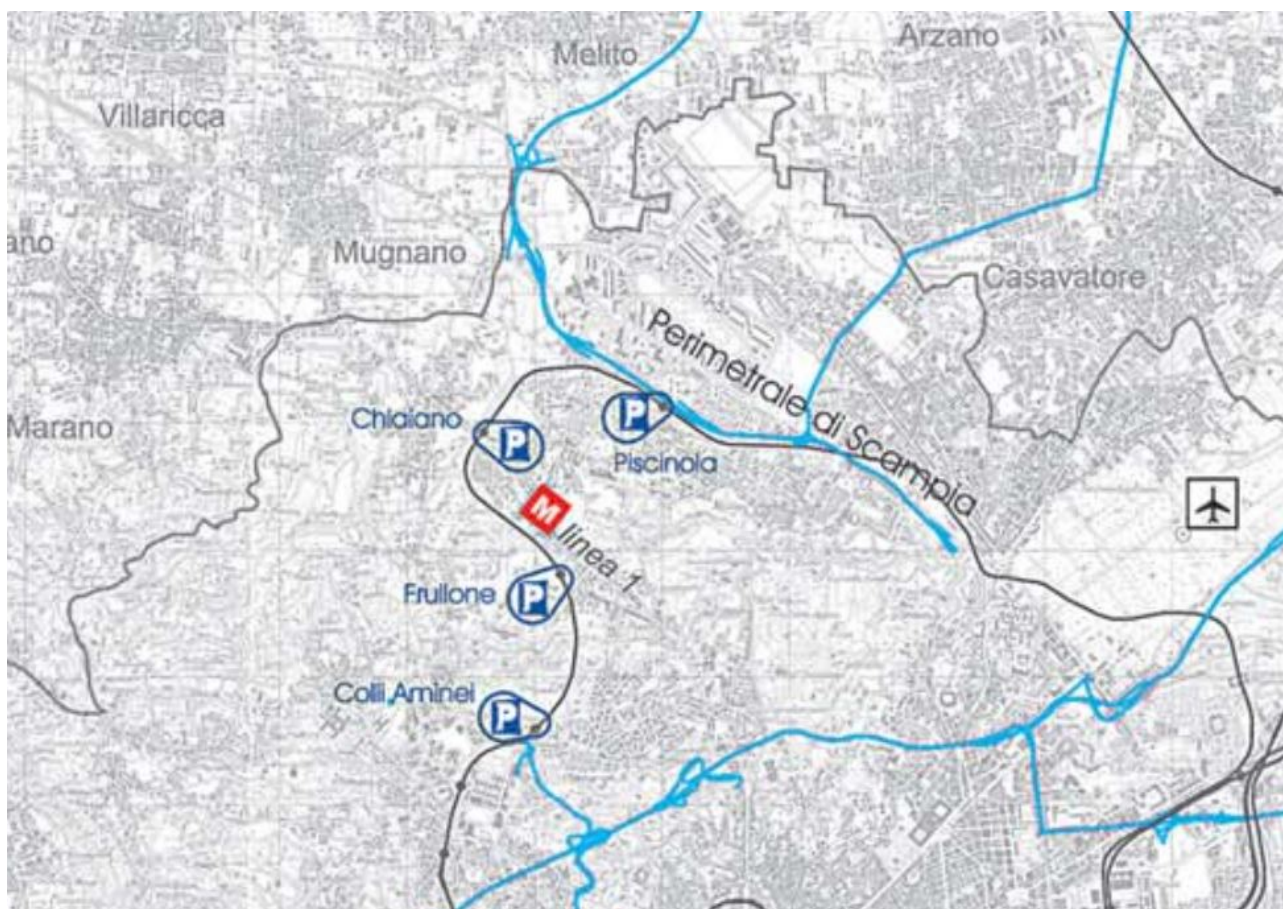 Melito
Arzano
Villaricca
ano
Mugnano
Casavatore
Perimetrale di Scampia
Chiaiano
P
P
Marano
Piscinola
M
linea 1
Frullone
P
Colli Aminei
P